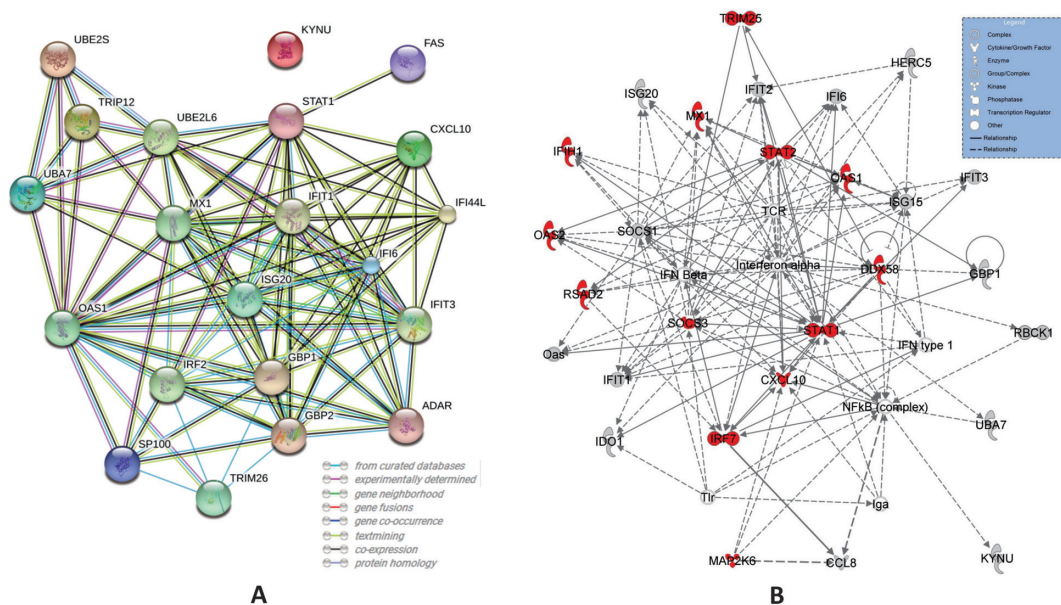 UBE2S
KYNU
FAS
TRIP12
UBE2L6
STAT1
CXCL10
UBA7
MX1
IFIT1
IFI44L
IFI6
ISG20
OAS1
IFIT3
IRF2
GBP1
GBP2
ADAR
SP100
TRIM26
from curated databases
experimentally determined
gene neighborhood
gene fusions
gene co-occurrence
textmining
co-expression
protein homology
A
TRIM25
HERC5
ISG20
IFIT2
IFI6
MX1
IFIH1
STAT2
OAS1
IFIT3
ISG15
TCR
OAS2
SOCS1
IFN Beta
Interferon alpha
DDX58
GBP1
RSAD2
SOCS3
STAT1
RBCK1
IFN type 1
Oas
IFIT1
CXCL10
NFkB (complex)
UBA7
IDO1
IRF7
Tlr
Iga
MAP2K6
CCL8
KYNU
Legend
Complex
Cytokine/Growth Factor
Enzyme
Group/Complex
Kinase
Phosphatase
Transcription Regulator
Other
Relationship
Relationship
B